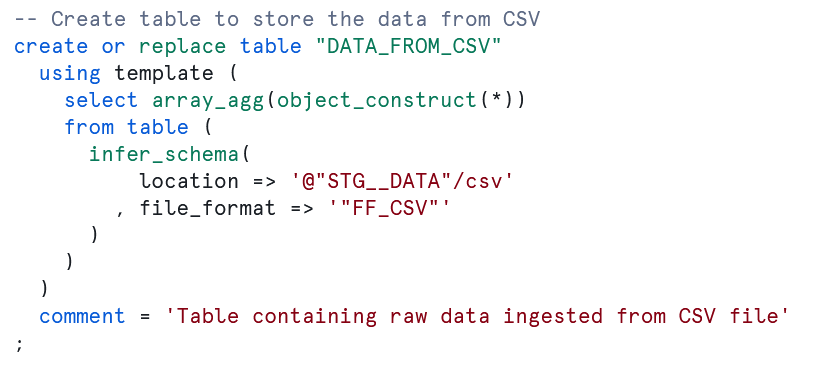 -- Create table to store the data from CSV
create or replace table "DATA_FROM_CSV"
  using template (
    select array_agg(object_construct(*))
    from table (
      infer_schema(
          location => '@"STG__DATA"/csv'
        , file_format => '"FF_CSV"'
      )
    )
  )
  comment = 'Table containing raw data ingested from CSV file'
;